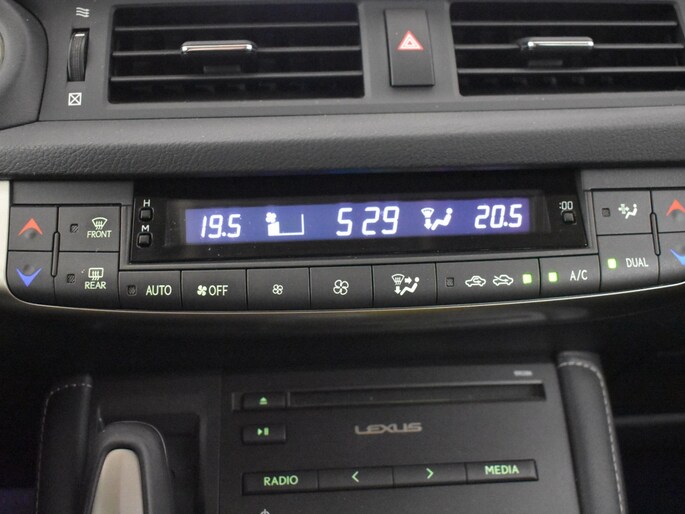 H
M
19.5
5 29
20.5
:00
FRONT
REAR
AUTO
OFF
A/C
DUAL
LEXUS
RADIO
MEDIA